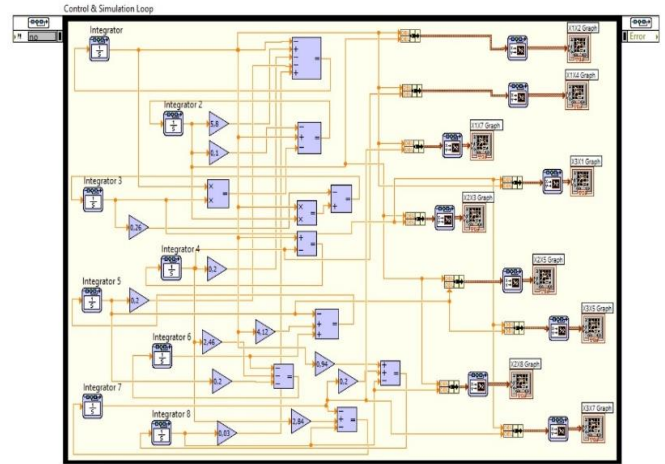 Control & Simulation Loop
Integrator
no
Error
X1X2 Graph
X1X4 Graph
Integrator 2
5.8
0.1
X1X7 Graph
Integrator 3
X3X1 Graph
X2X3 Graph
0.26
Integrator 4
0.2
X2X5 Graph
Integrator 5
0.2
X3X5 Graph
Integrator 6
2.46
4.12
0.94
0.2
0.2
X2X8 Graph
Integrator 7
Integrator 8
0.03
2.84
X3X7 Graph